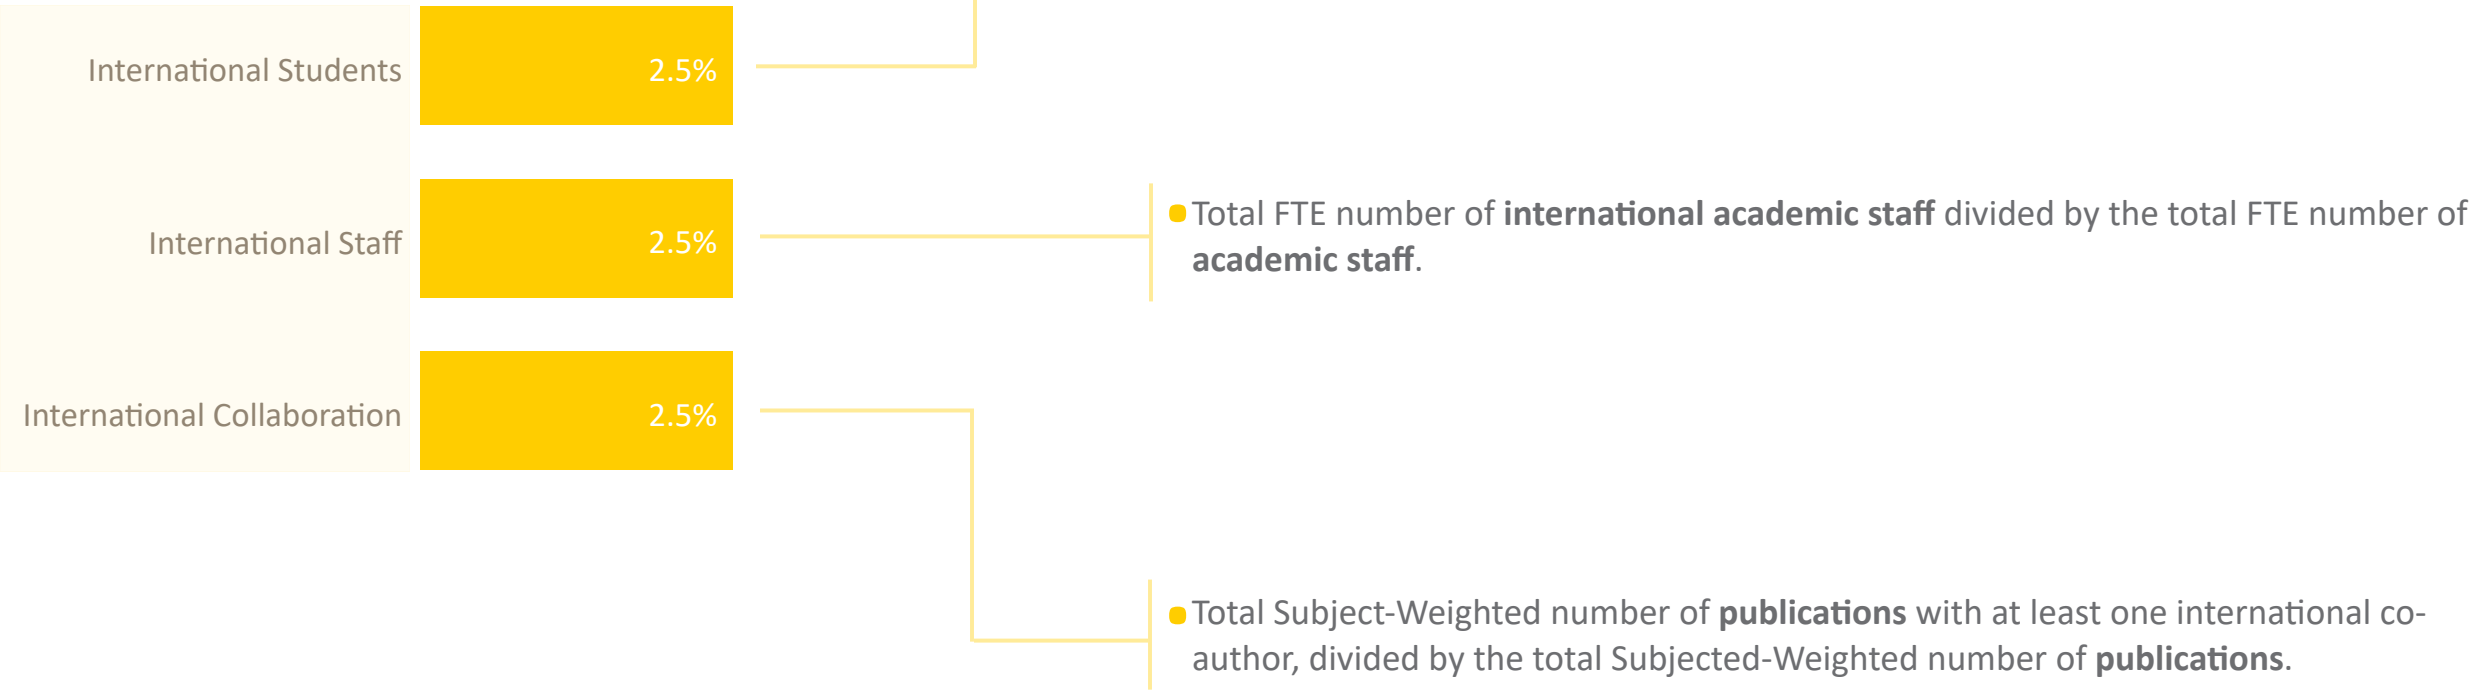 International Students 2.5%
International Staff 2.5%
Total FTE number of international academic staff divided by the total FTE number of
academic staff.
International Collaboration 2.5%
Total Subject-Weighted number of publications with at least one international co-
author, divided by the total Subjected-Weighted number of publications.